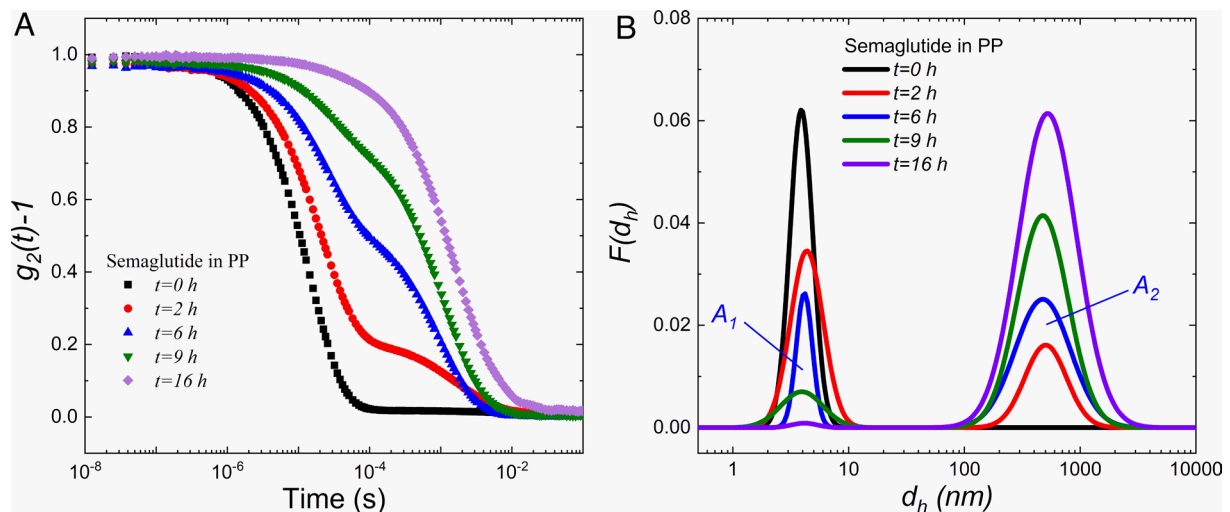 A
1.0
0.8
0.6
0.4
0.2
0.0
g₂(t)-1
Semaglutide in PP
t=0 h
t=2 h
t=6 h
t=9 h
t=16 h
10⁻⁸
10⁻⁶
10⁻⁴
10⁻²
Time (s)
B
0.08
0.06
0.04
0.02
0.00
F(dₕ)
Semaglutide in PP
t=0 h
t=2 h
t=6 h
t=9 h
t=16 h
A₁
A₂
1
10
100
1000
10000
dₕ (nm)